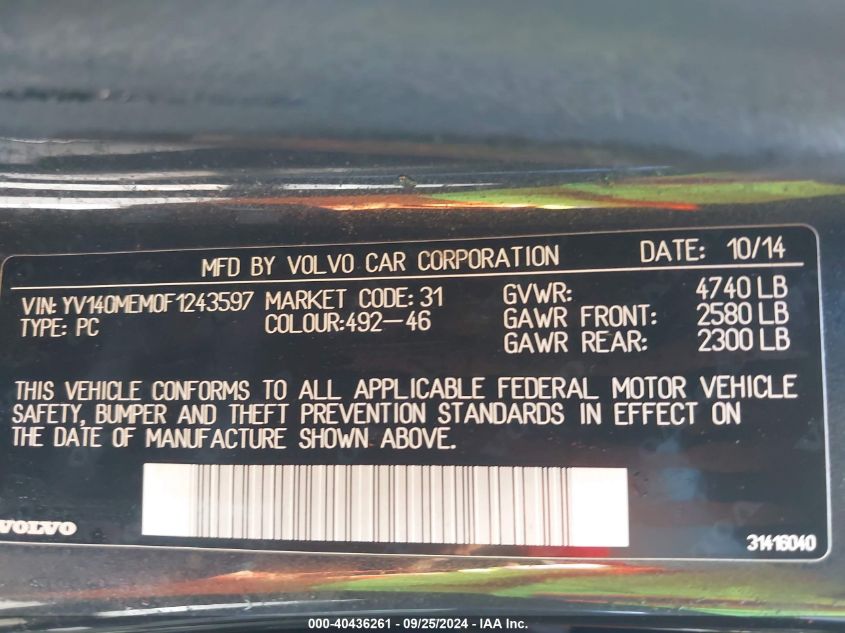 MFD BY VOLVO CAR CORPORATION DATE: 10/14
VIN: YV140MEM0F1243597 MARKET CODE: 31 GVWR: 4740 LB
TYPE: PC COLOUR:492-46 GAWR FRONT: 2580 LB
GAWR REAR: 2300 LB
THIS VEHICLE CONFORMS TO ALL APPLICABLE FEDERAL MOTOR VEHICLE
SAFETY, BUMPER AND THEFT PREVENTION STANDARDS IN EFFECT ON
THE DATE OF MANUFACTURE SHOWN ABOVE.
VOLVO
31416040
000-40436261 - 09/25/2024 - IAA Inc.